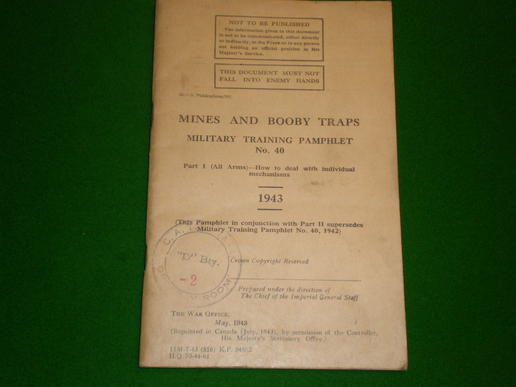 NOT TO BE PUBLISHED
The information given in this document
is not to be communicated, either directly
or indirectly, to the Press or to any person
not holding an official position in His
Majesty's Service.
THIS DOCUMENT MUST NOT
FALL INTO ENEMY HANDS
MINES AND BOOBY TRAPS
MILITARY TRAINING PAMPHLET
No. 40
Part I (All Arms)—How to deal with individual
mechanisms
1943
(This Pamphlet in conjunction with Part II supersedes
Military Training Pamphlet No. 40, 1942)
C. A.
"D" Bty.
- 2
ROOM
Crown Copyright Reserved
Prepared under the direction of
The Chief of the Imperial General Staff
THE WAR OFFICE,
May, 1943
(Reprinted in Canada (July, 1943), by permission of the Controller,
His Majesty's Stationery Office.)
H.Q.